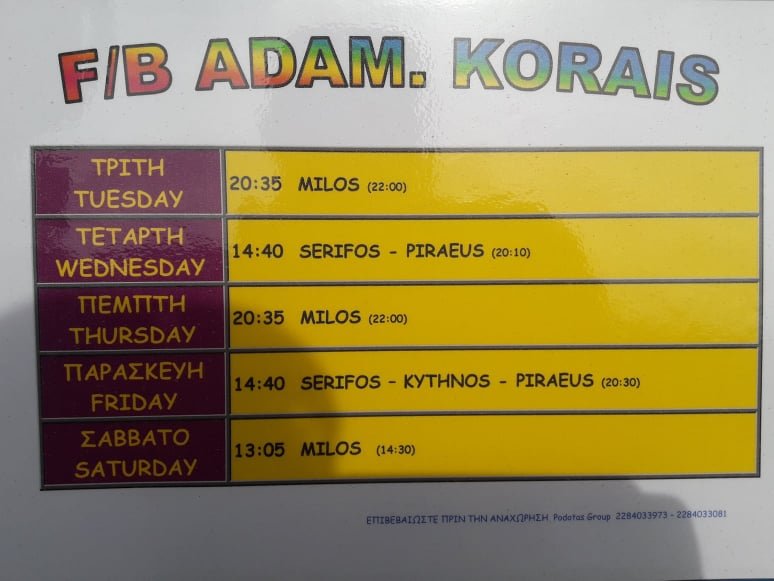 F/B ADAM. KORAIS
ΤΡΙΤΗ
TUESDAY
20:35 MILOS (22:00)
ΤΕΤΑΡΤΗ
WEDNESDAY
14:40 SERIFOS - PIRAEUS (20:10)
ΠΕΜΠΤΗ
THURSDAY
20:35 MILOS (22:00)
ΠΑΡΑΣΚΕΥΗ
FRIDAY
14:40 SERIFOS - KYTHNOS - PIRAEUS (20:30)
ΣΑΒΒΑΤΟ
SATURDAY
13:05 MILOS (14:30)
ΕΠΙΒΕΒΑΙΩΣΤΕ ΠΡΙΝ ΤΗΝ ΑΝΑΧΩΡΗΣΗ Podotas Group 2284033973 - 2284033081